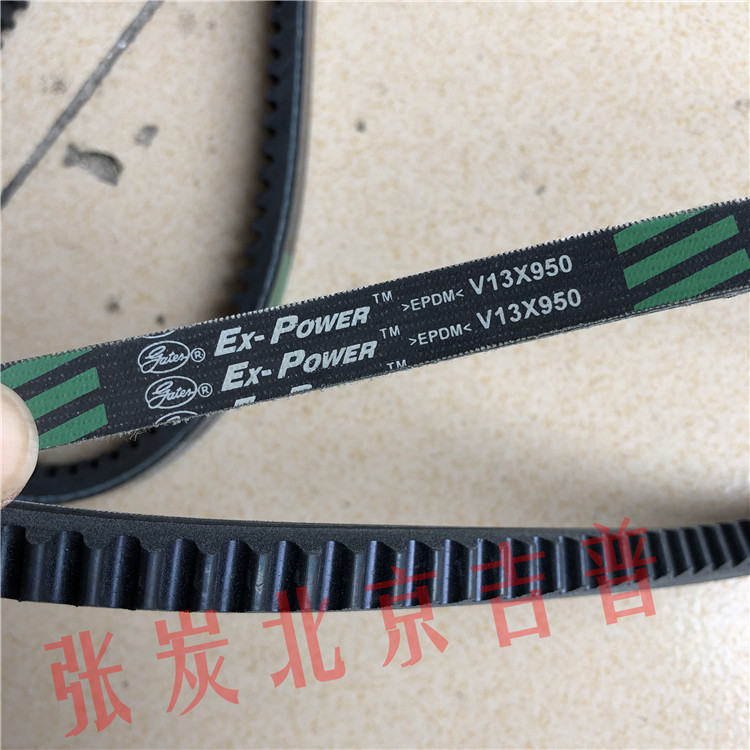 Gates ® Ex-POWER™ >EPDM< V13X950
Gates ® Ex-POWER™ >EPDM< V13X950
张炭北京吉普